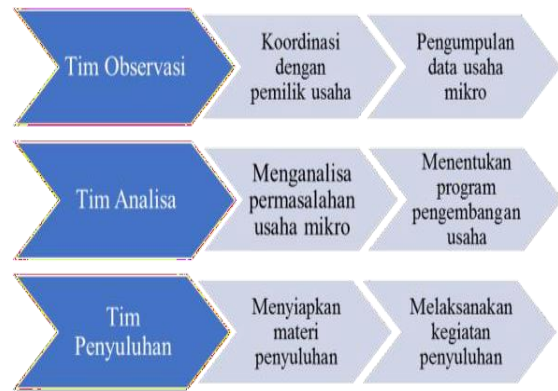 Tim Observasi
Koordinasi
dengan
pemilik usaha
Pengumpulan
data usaha
mikro
Tim Analisa
Menganalisa
permasalahan
usaha mikro
Menentukan
program
pengembangan
usaha
Tim
Penyuluhan
Menyiapkan
materi
penyuluhan
Melaksanakan
kegiatan
penyuluhan